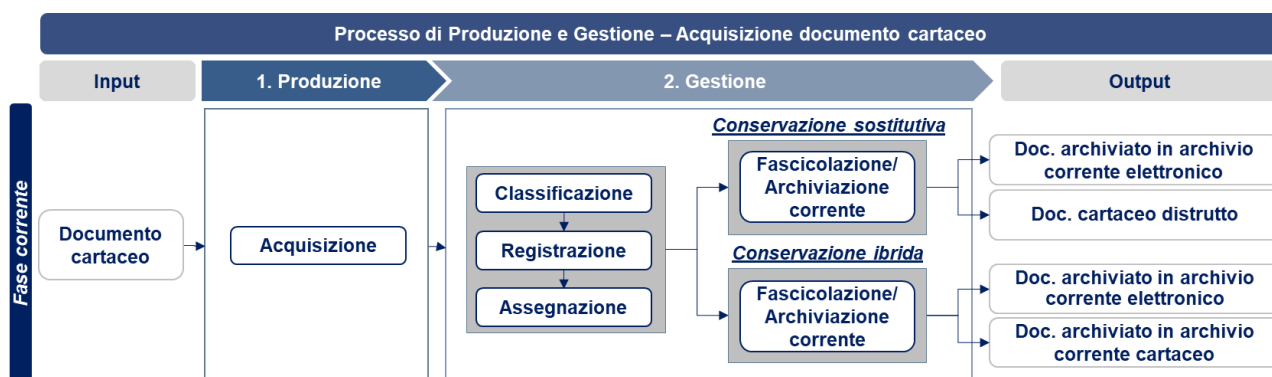 Processo di Produzione e Gestione – Acquisizione documento cartaceo
Input
1. Produzione
2. Gestione
Output
Fase corrente
Documento
cartaceo
Acquisizione
Classificazione
Registrazione
Assegnazione
Conservazione sostitutiva
Fascicolazione/
Archiviazione
corrente
Conservazione ibrida
Fascicolazione/
Archiviazione
corrente
Doc. archiviato in archivio
corrente elettronico
Doc. cartaceo distrutto
Doc. archiviato in archivio
corrente elettronico
Doc. archiviato in archivio
corrente cartaceo